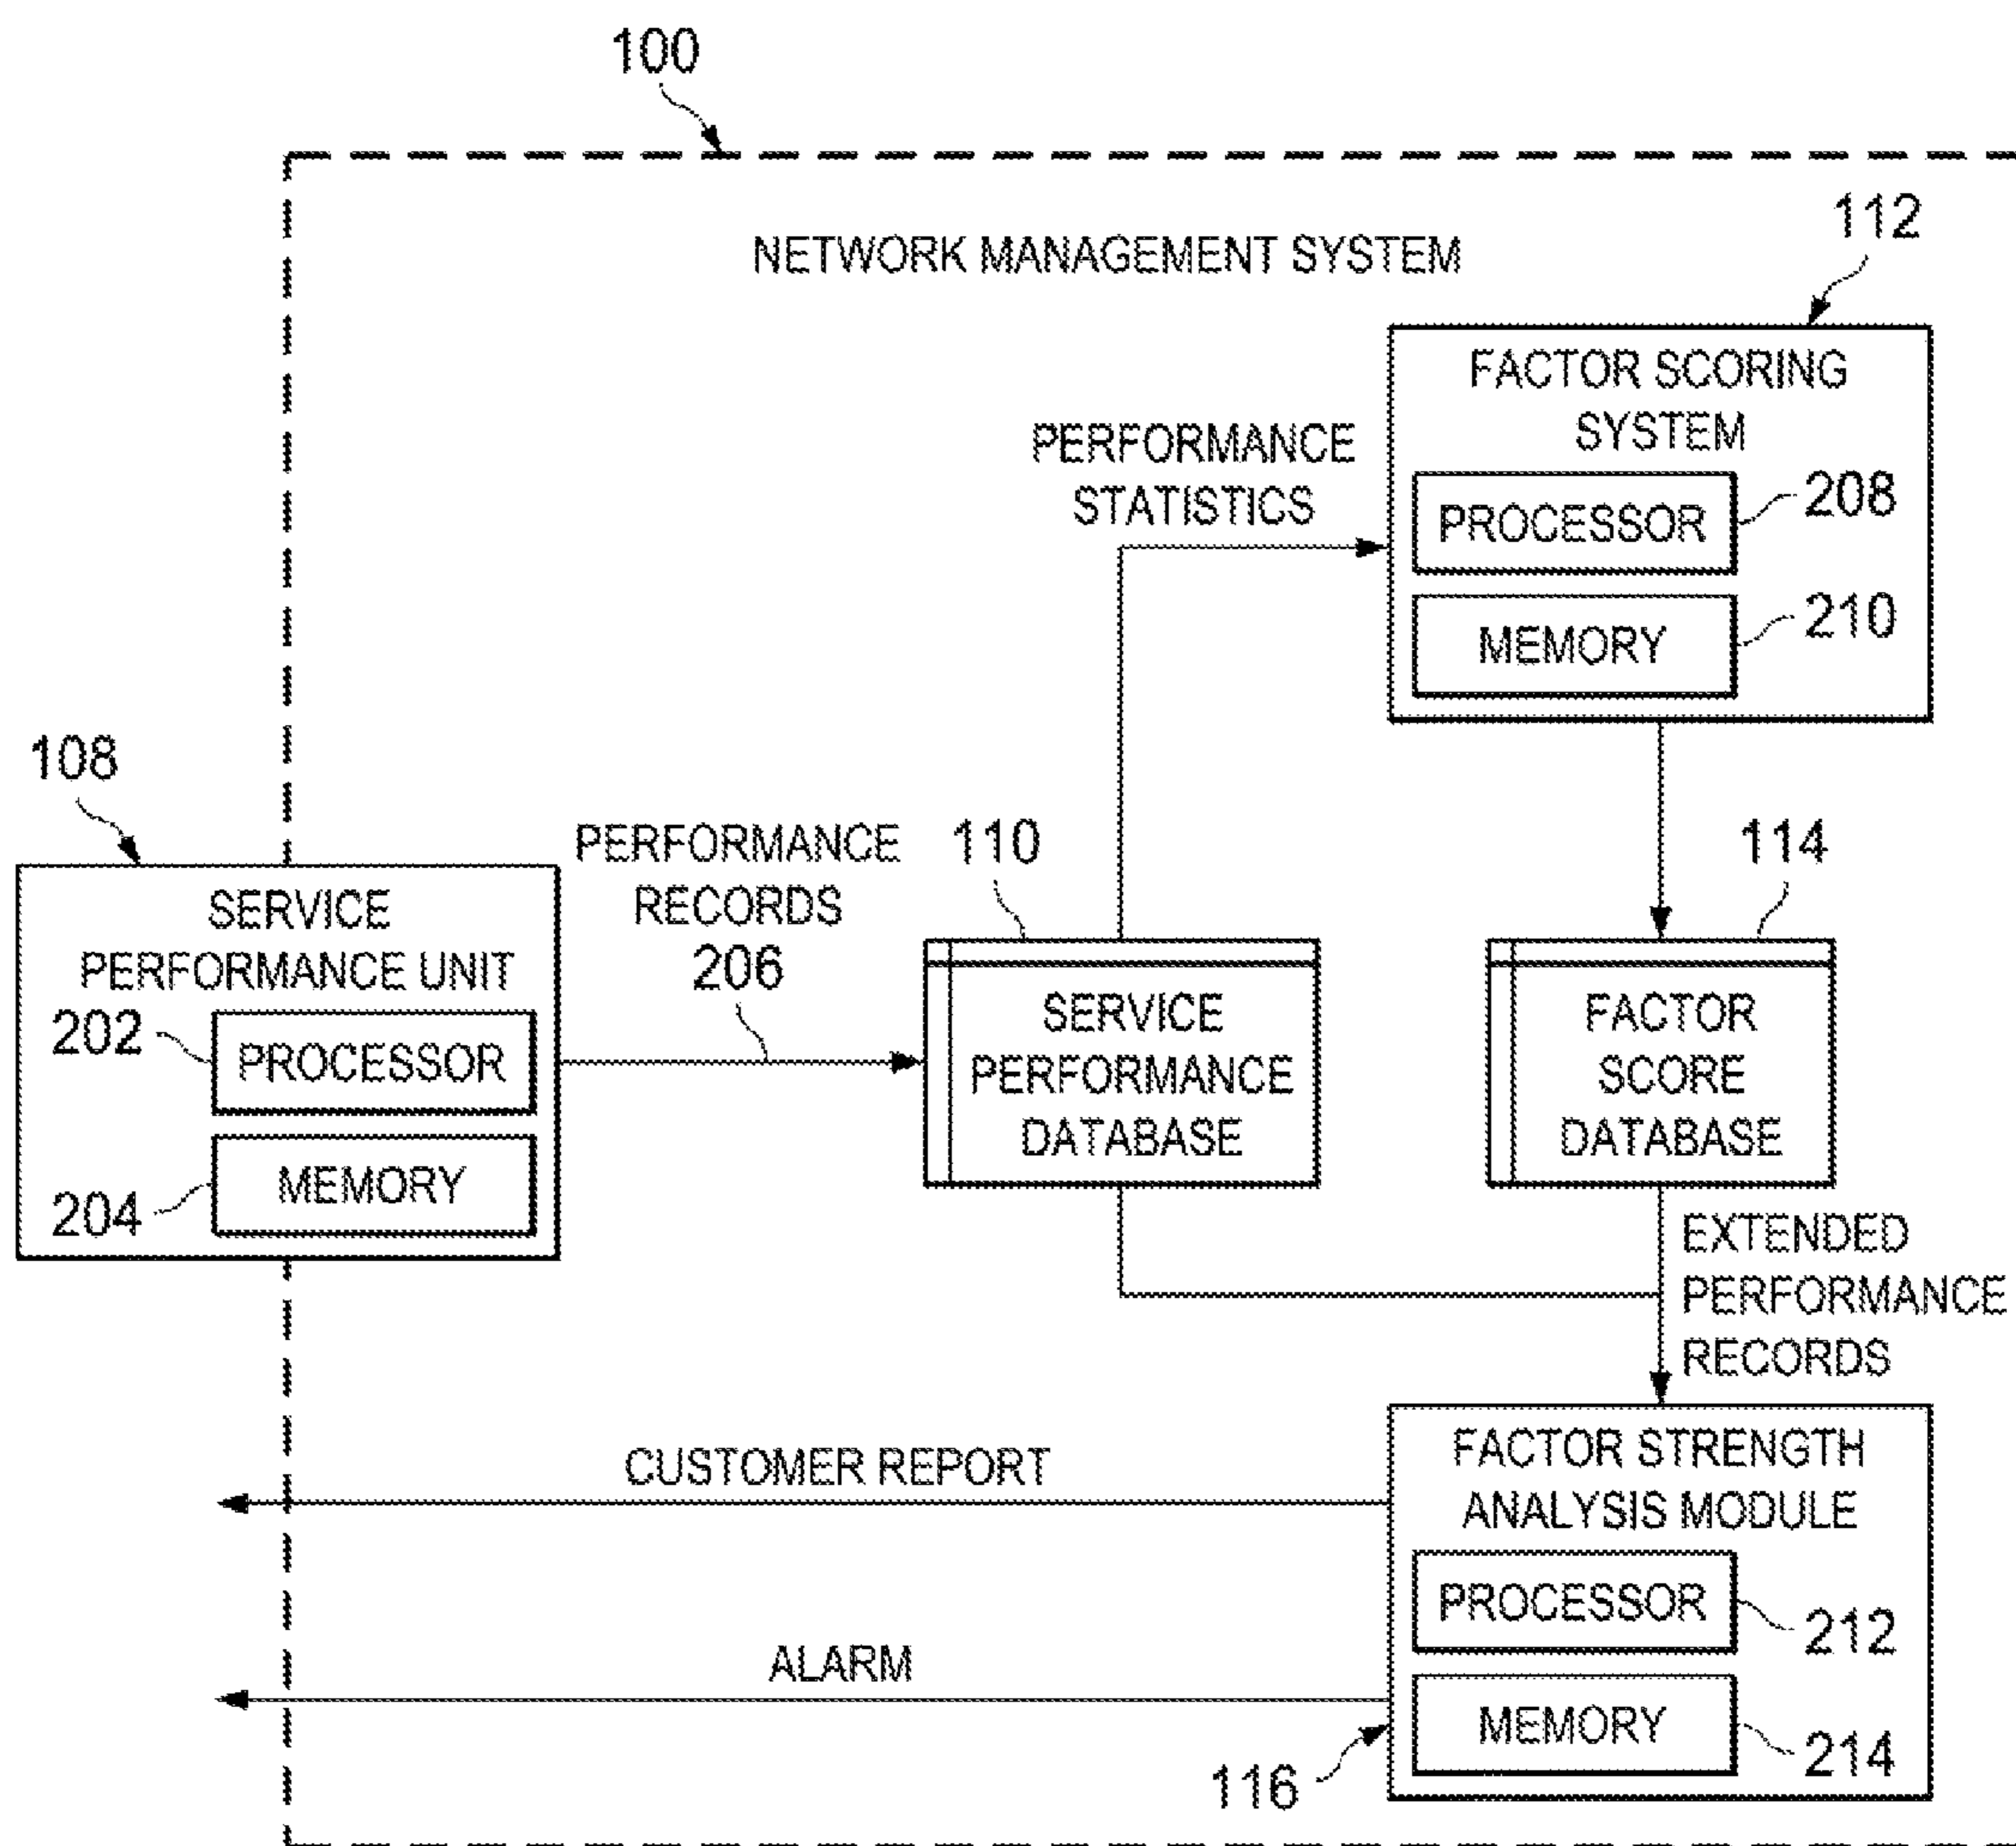 100
NETWORK MANAGEMENT SYSTEM
112
FACTOR SCORING
SYSTEM
PROCESSOR
208
MEMORY
210
PERFORMANCE
STATISTICS
108
SERVICE
PERFORMANCE UNIT
202
PROCESSOR
204
MEMORY
PERFORMANCE
RECORDS
206
110
SERVICE
PERFORMANCE
DATABASE
114
FACTOR
SCORE
DATABASE
EXTENDED
PERFORMANCE
RECORDS
CUSTOMER REPORT
ALARM
FACTOR STRENGTH
ANALYSIS MODULE
PROCESSOR
212
MEMORY
214
116